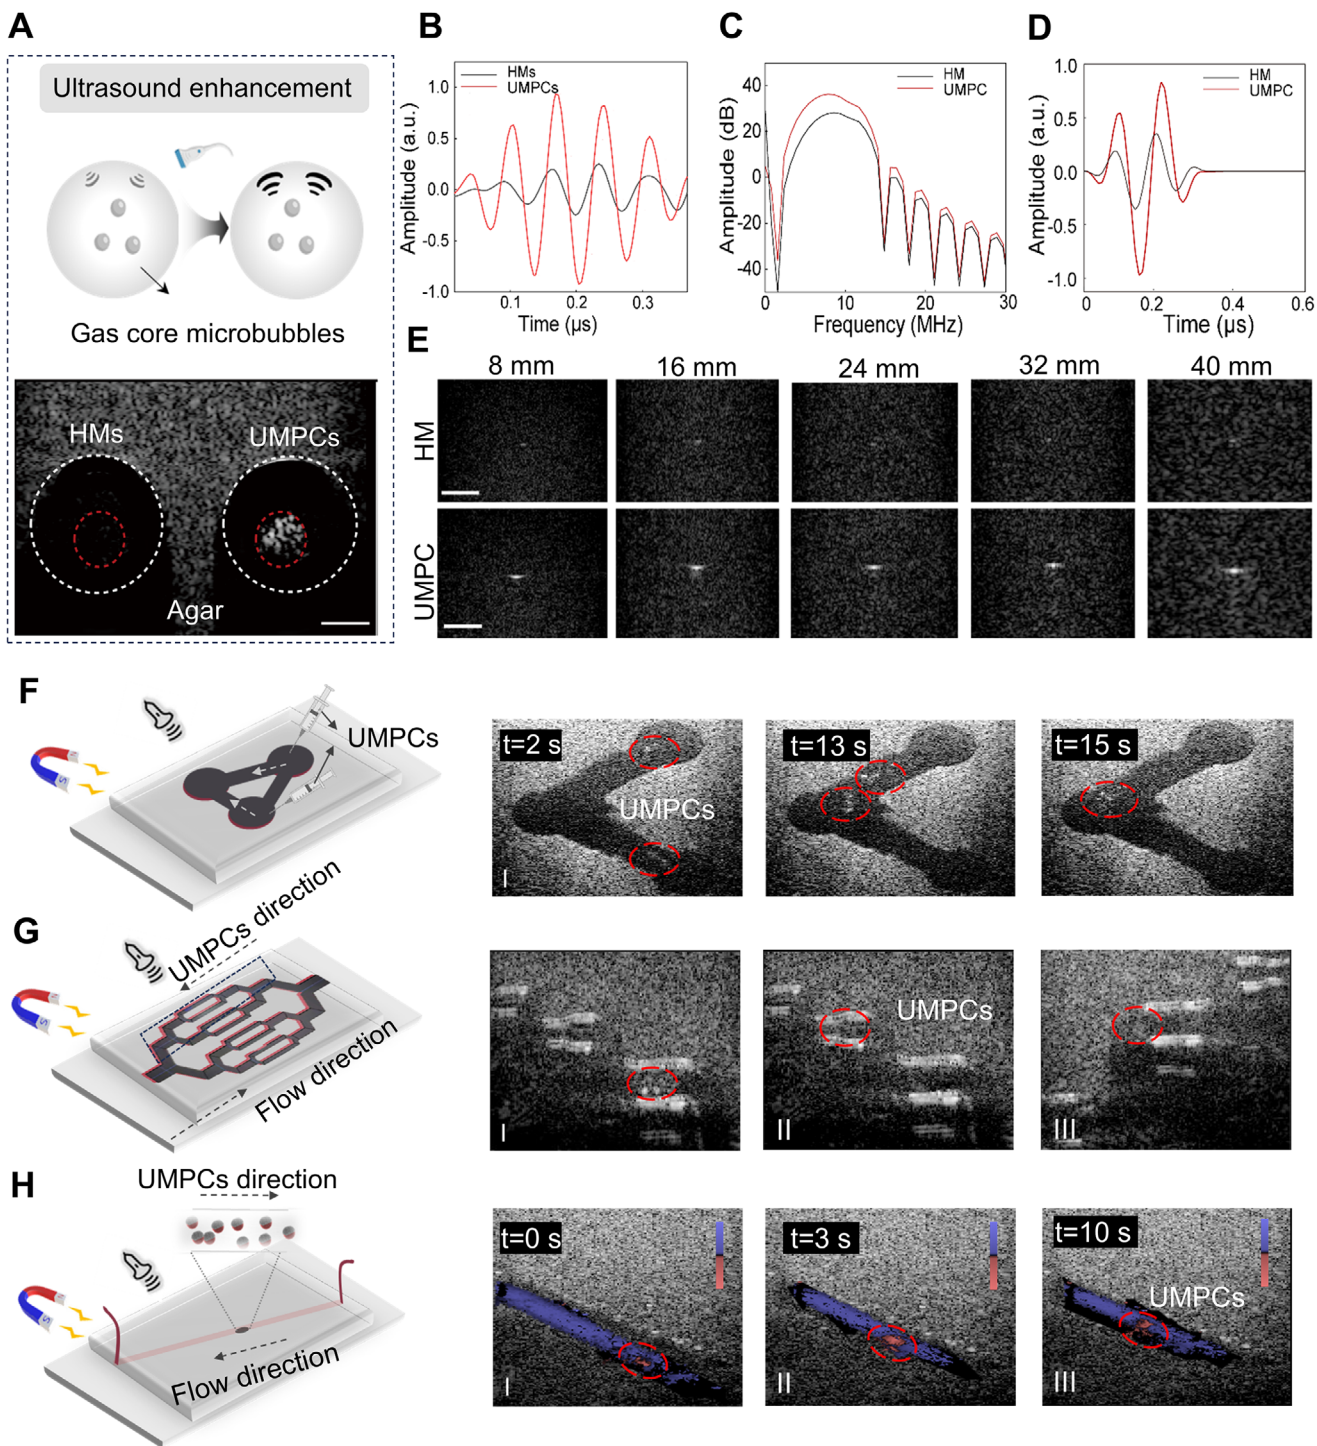 A
Ultrasound enhancement
Gas core microbubbles
HMs
UMPCs
Agar
B
HMs
UMPCs
Amplitude (a.u.)
1.0
0.5
0.0
-0.5
-1.0
0.1
0.2
0.3
Time (µs)
C
HM
UMPC
Amplitude (dB)
40
20
0
-20
-40
0
10
20
30
Frequency (MHz)
D
HM
UMPC
Amplitude (a.u.)
1.0
0.5
0.0
-0.5
-1.0
0
0.2
0.4
0.6
Time (µs)
E
8 mm
16 mm
24 mm
32 mm
40 mm
HM
UMPC
F
UMPCs
S
t=2 s
UMPCs
I
t=13 s
t=15 s
G
UMPCs direction
Flow direction
S
I
UMPCs
II
III
H
UMPCs direction
Flow direction
S
t=0 s
I
t=3 s
II
t=10 s
UMPCs
III